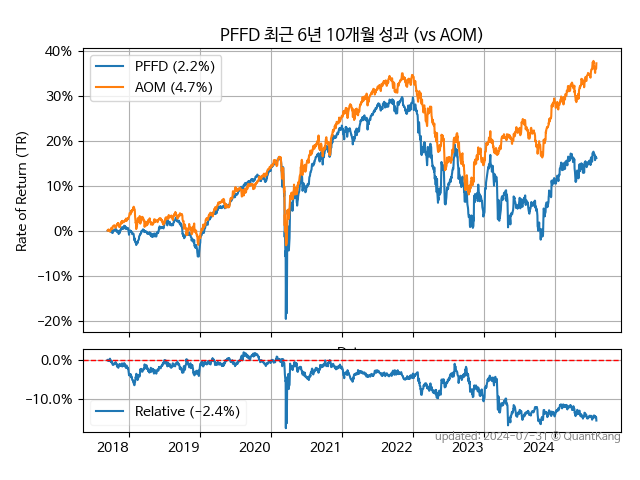 PFFD 최근 6년 10개월 성과 (vs AOM)
40%
30%
20%
10%
0%
−10%
−20%
Rate of Return (TR)
PFFD (2.2%)
AOM (4.7%)
0.0%
−10.0%
Relative (−2.4%)
2018
2019
2020
2021
2022
2023
2024
updated: 2024-07-31 © QuantKang